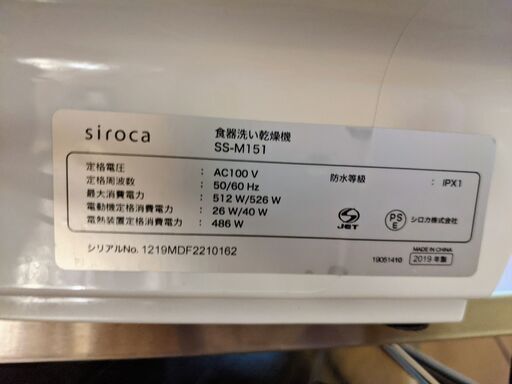 siroca
食器洗い乾燥機
SS-M151
定格電圧 : AC100 V
定格周波数 : 50/60 Hz
最大消費電力 : 512 W/526 W
電動機定格消費電力 : 26 W/40 W
電熱装置定格消費電力 : 486 W
防水等級 : IPX1
JET
PS
E
シロカ株式会社
シリアルNo. 1219MDF2210162
MADE IN CHINA
19051410
2019 年製